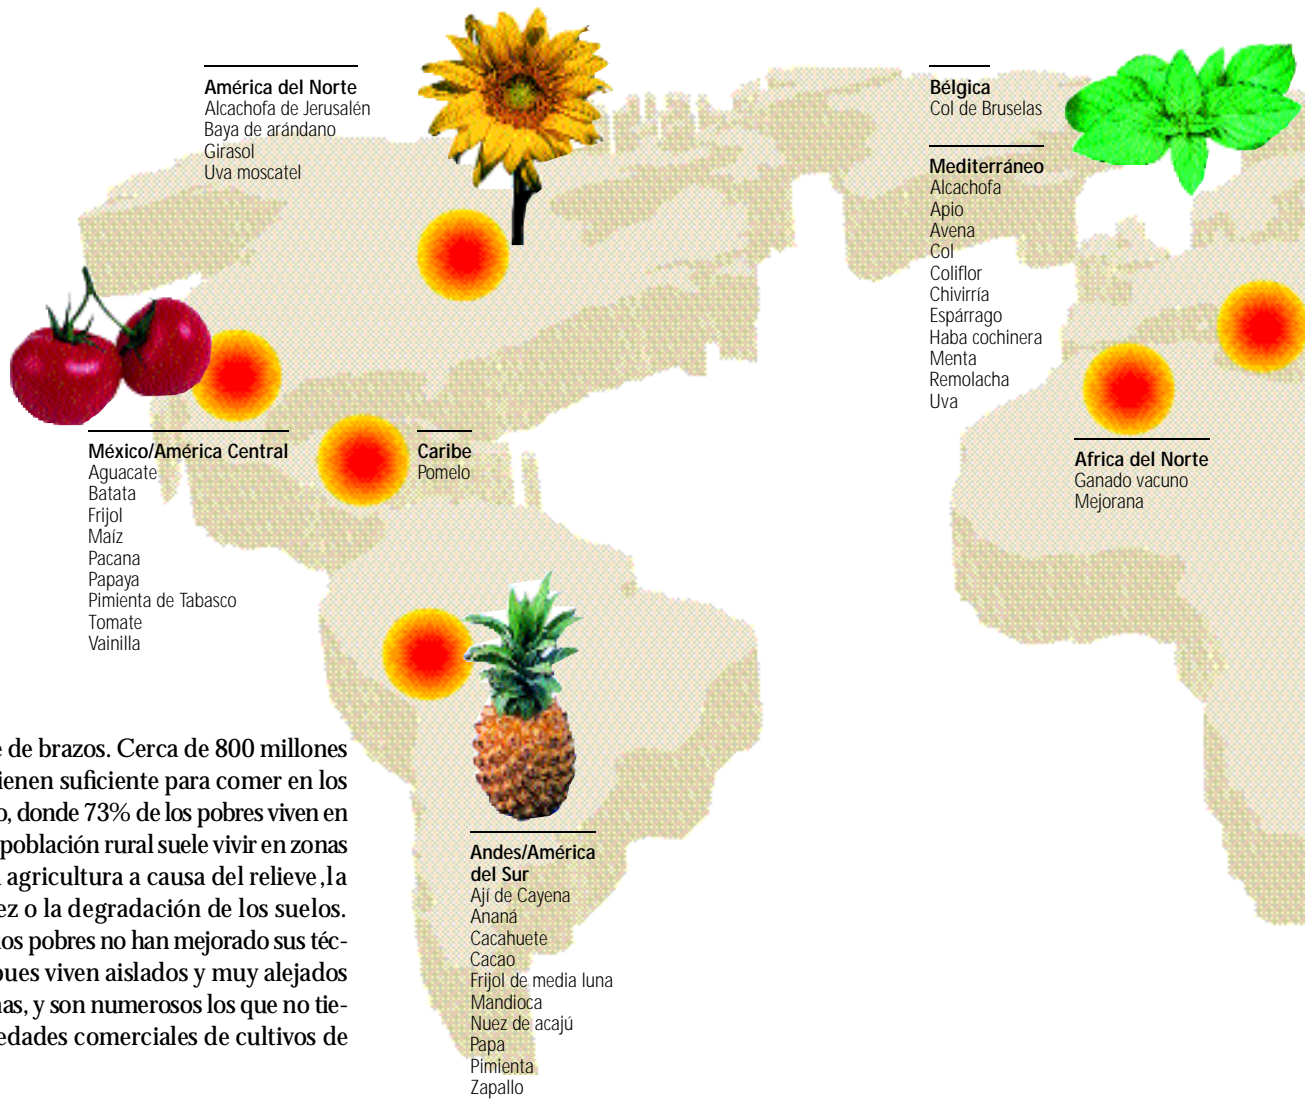 América del Norte
Alcachofa de Jerusalén
Baya de arándano
Girasol
Uva moscatel
Bélgica
Col de Bruselas
Mediterráneo
Alcachofa
Apio
Avena
Col
Coliflor
Chivirría
Espárrago
Haba cochinera
Menta
Remolacha
Uva
México/América Central
Aguacate
Batata
Frijol
Maíz
Pacana
Papaya
Pimienta de Tabasco
Tomate
Vainilla
Caribe
Pomelo
Africa del Norte
Ganado vacuno
Mejorana
Andes/América
del Sur
Ají de Cayena
Ananá
Cacahuete
Cacao
Frijol de media luna
Mandioca
Nuez de acajú
Papa
Pimienta
Zapallo
de brazos. Cerca de 800 millones
tienen suficiente para comer en los
o, donde 73% de los pobres viven en
población rural suele vivir en zonas
agricultura a causa del relieve,la
ez o la degradación de los suelos.
los pobres no han mejorado sus téc-
pues viven aislados y muy alejados
nas, y son numerosos los que no tie-
edades comerciales de cultivos de